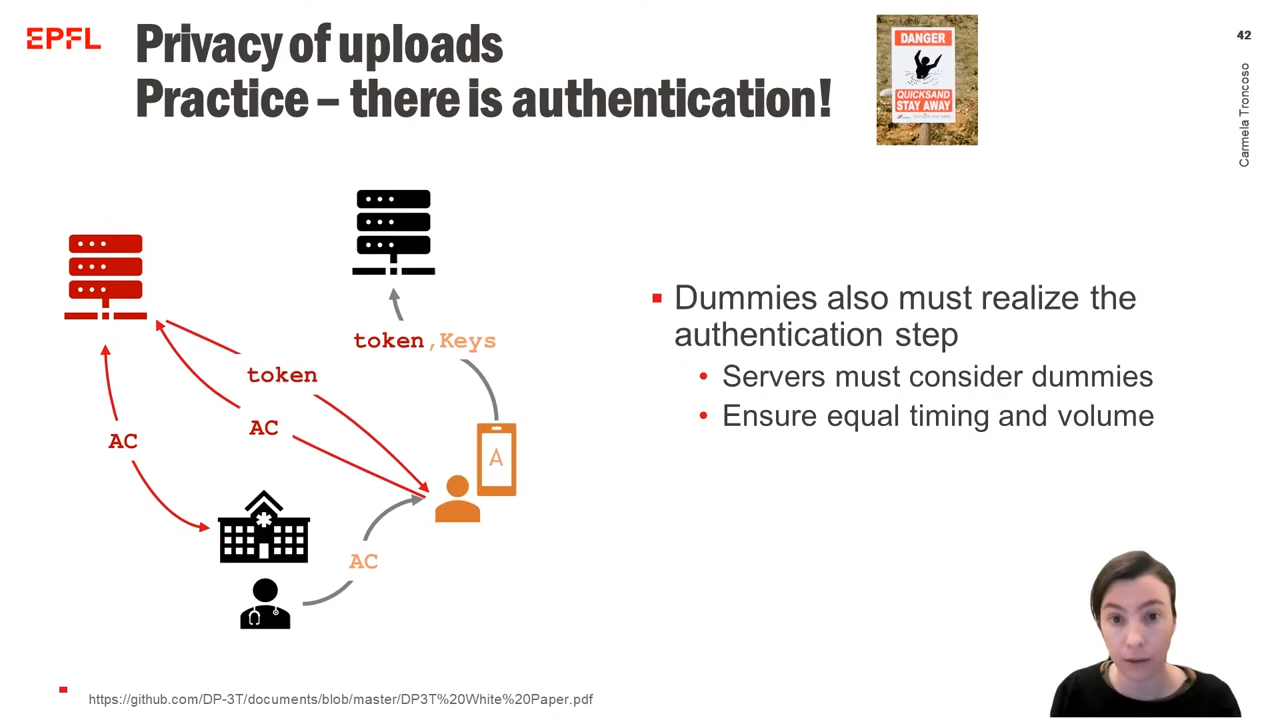 EPFL
Privacy of uploads
Practice – there is authentication!
DANGER
QUICKSAND
STAY AWAY
42
Carmela Troncoso
token,Keys
token
AC
AC
A
AC
▪ Dummies also must realize the
authentication step
• Servers must consider dummies
• Ensure equal timing and volume
https://github.com/DP-3T/documents/blob/master/DP3T%20White%20Paper.pdf